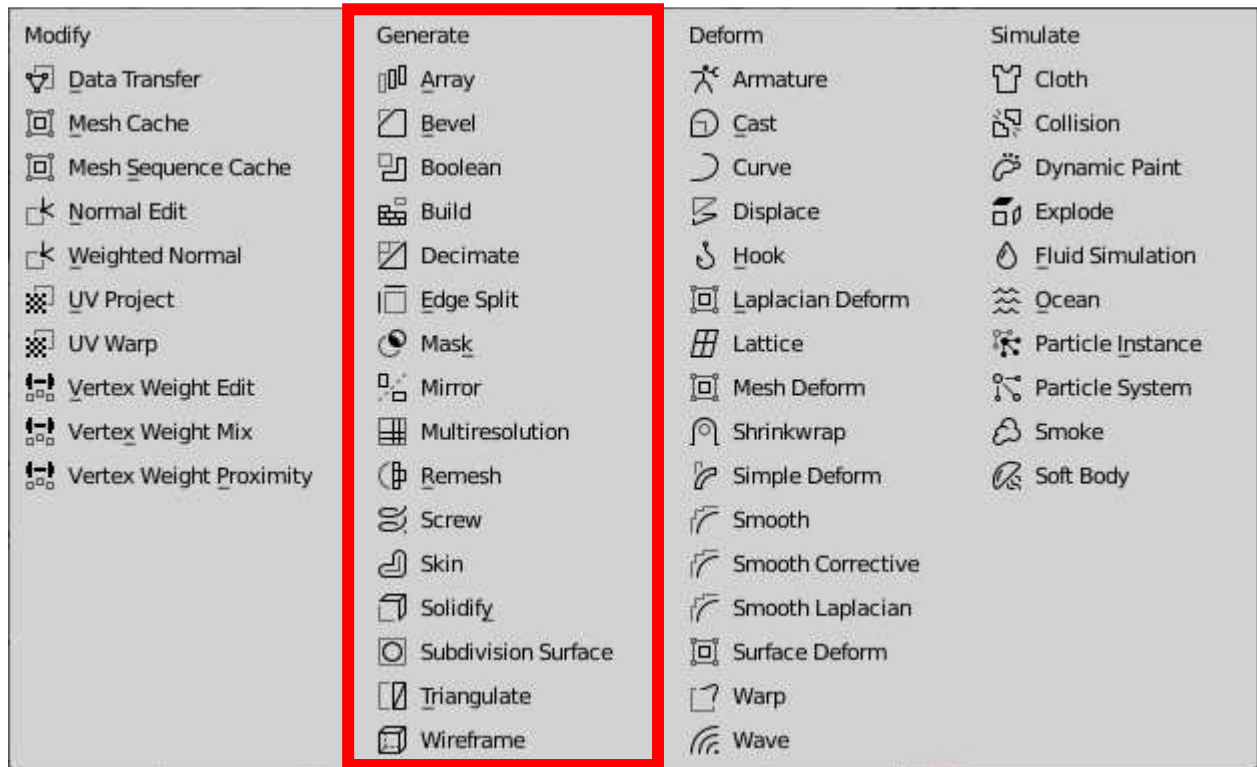 Modify
Data Transfer
Mesh Cache
Mesh Sequence Cache
Normal Edit
Weighted Normal
UV Project
UV Warp
Vertex Weight Edit
Vertex Weight Mix
Vertex Weight Proximity
Generate
Array
Bevel
Boolean
Build
Decimate
Edge Split
Mask
Mirror
Multiresolution
Remesh
Screw
Skin
Solidify
Subdivision Surface
Triangulate
Wireframe
Deform
Armature
Cast
Curve
Displace
Hook
Laplacian Deform
Lattice
Mesh Deform
Shrinkwrap
Simple Deform
Smooth
Smooth Corrective
Smooth Laplacian
Surface Deform
Warp
Wave
Simulate
Cloth
Collision
Dynamic Paint
Explode
Fluid Simulation
Ocean
Particle Instance
Particle System
Smoke
Soft Body